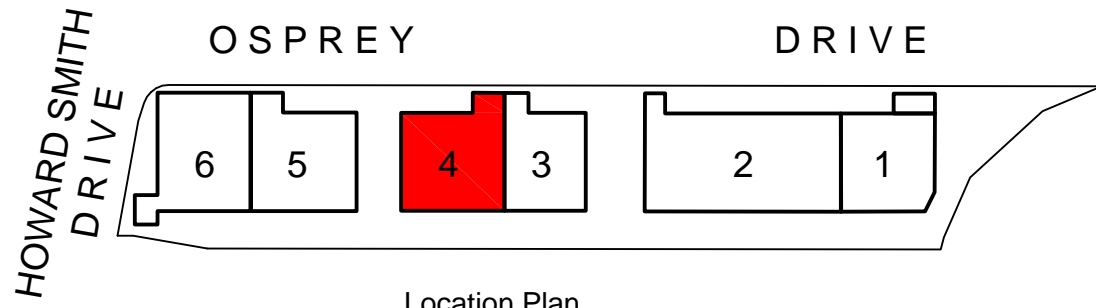 OSPREY DRIVE
HOWARD SMITH
DRIVE
6 5 4 3 2 1
Location Plan